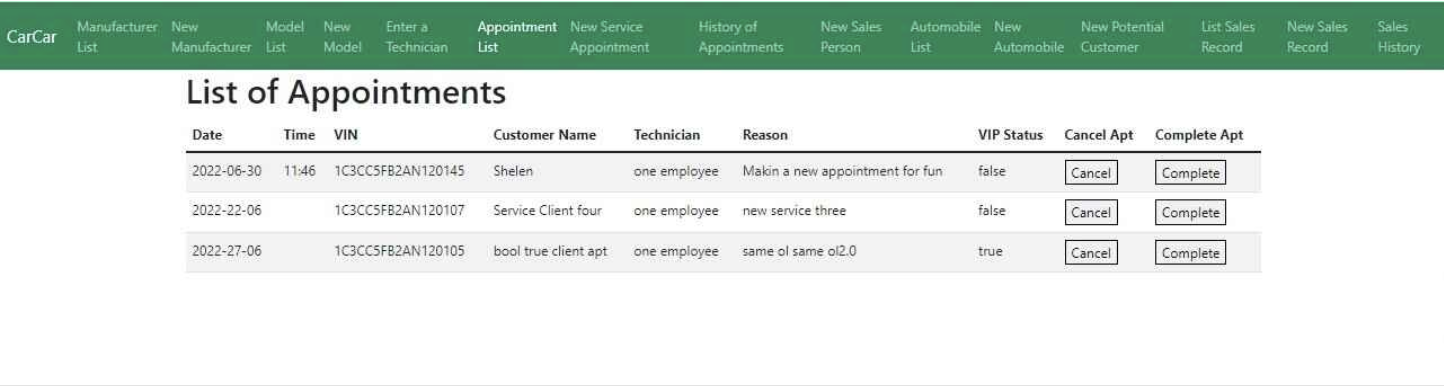 CarCar Manufacturer New Model New Enter a Appointment New Service History of New Sales Automobile New New Potential List Sales New Sales Sales
List Manufacturer List Model Technician List Appointment Appointments Person List Automobile Customer Record Record History
List of Appointments
Date Time VIN Customer Name Technician Reason VIP Status Cancel Apt Complete Apt
2022-06-30 11:46 1C3CC5FB2AN120145 Shelen one employee Makin a new appointment for fun false Cancel Complete
2022-22-06 1C3CC5FB2AN120107 Service Client four one employee new service three false Cancel Complete
2022-27-06 1C3CC5FB2AN120105 bool true client apt one employee same ol same ol2.0 true Cancel Complete